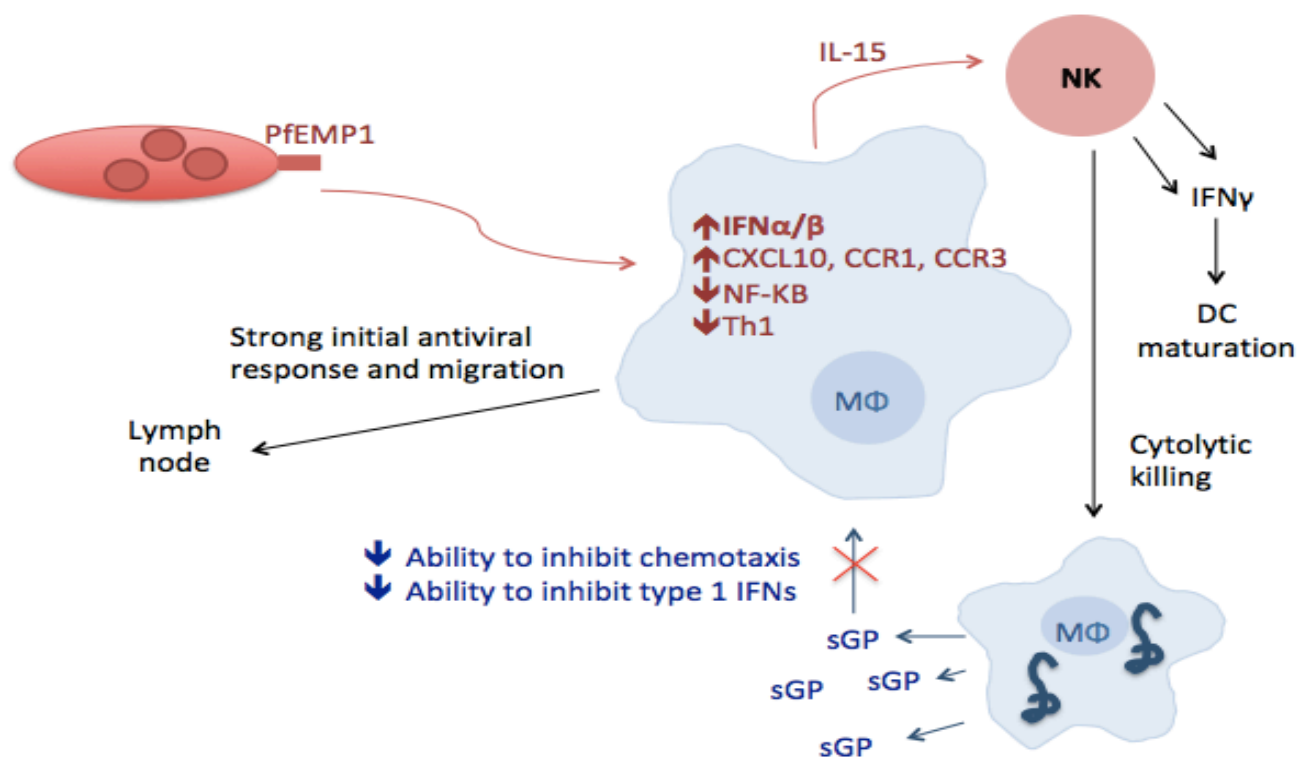 IL-15
NK
PfEMP1
IFNγ
↑IFNα/β
↑CXCL10, CCR1, CCR3
↓NF-KB
↓Th1
DC
maturation
Strong initial antiviral
response and migration
MΦ
Lymph
node
Cytolytic
killing
↓ Ability to inhibit chemotaxis
↓ Ability to inhibit type 1 IFNs
MΦ
sGP
sGP
sGP
sGP